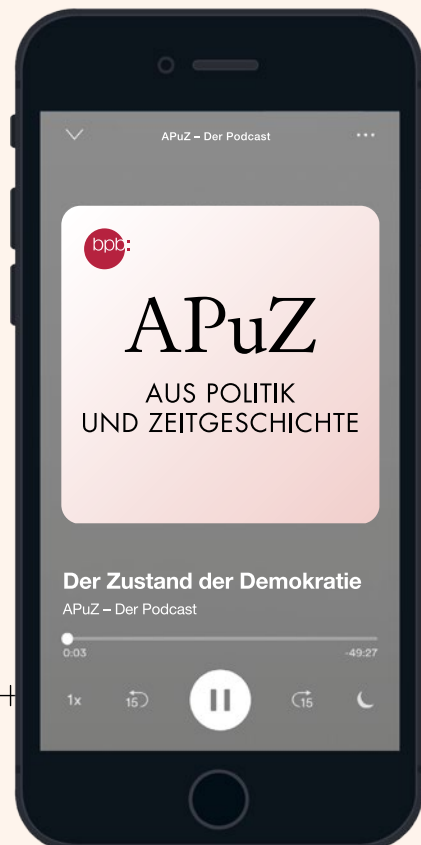 APuZ – Der Podcast
bpb:
APuZ
AUS POLITIK
UND ZEITGESCHICHTE
Der Zustand der Demokratie
APuZ – Der Podcast
0:03 -49:27
1x 15 15